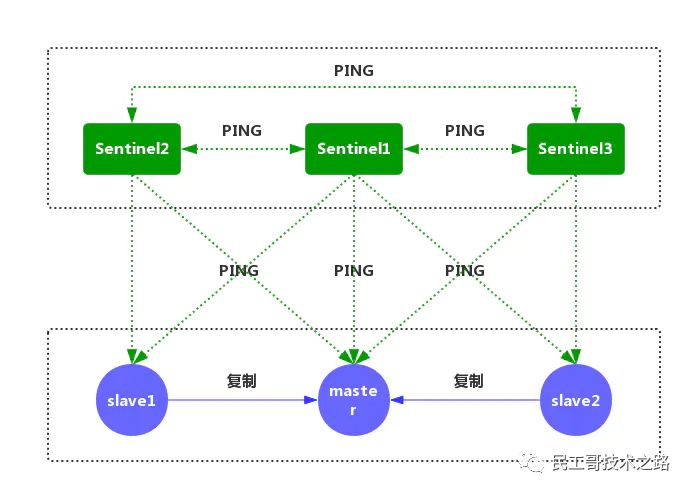 PING
Sentinel2
PING
Sentinel1
PING
Sentinel3
PING
PING
PING
slave1
复制
maste
r
复制
slave2
民工哥技术之路